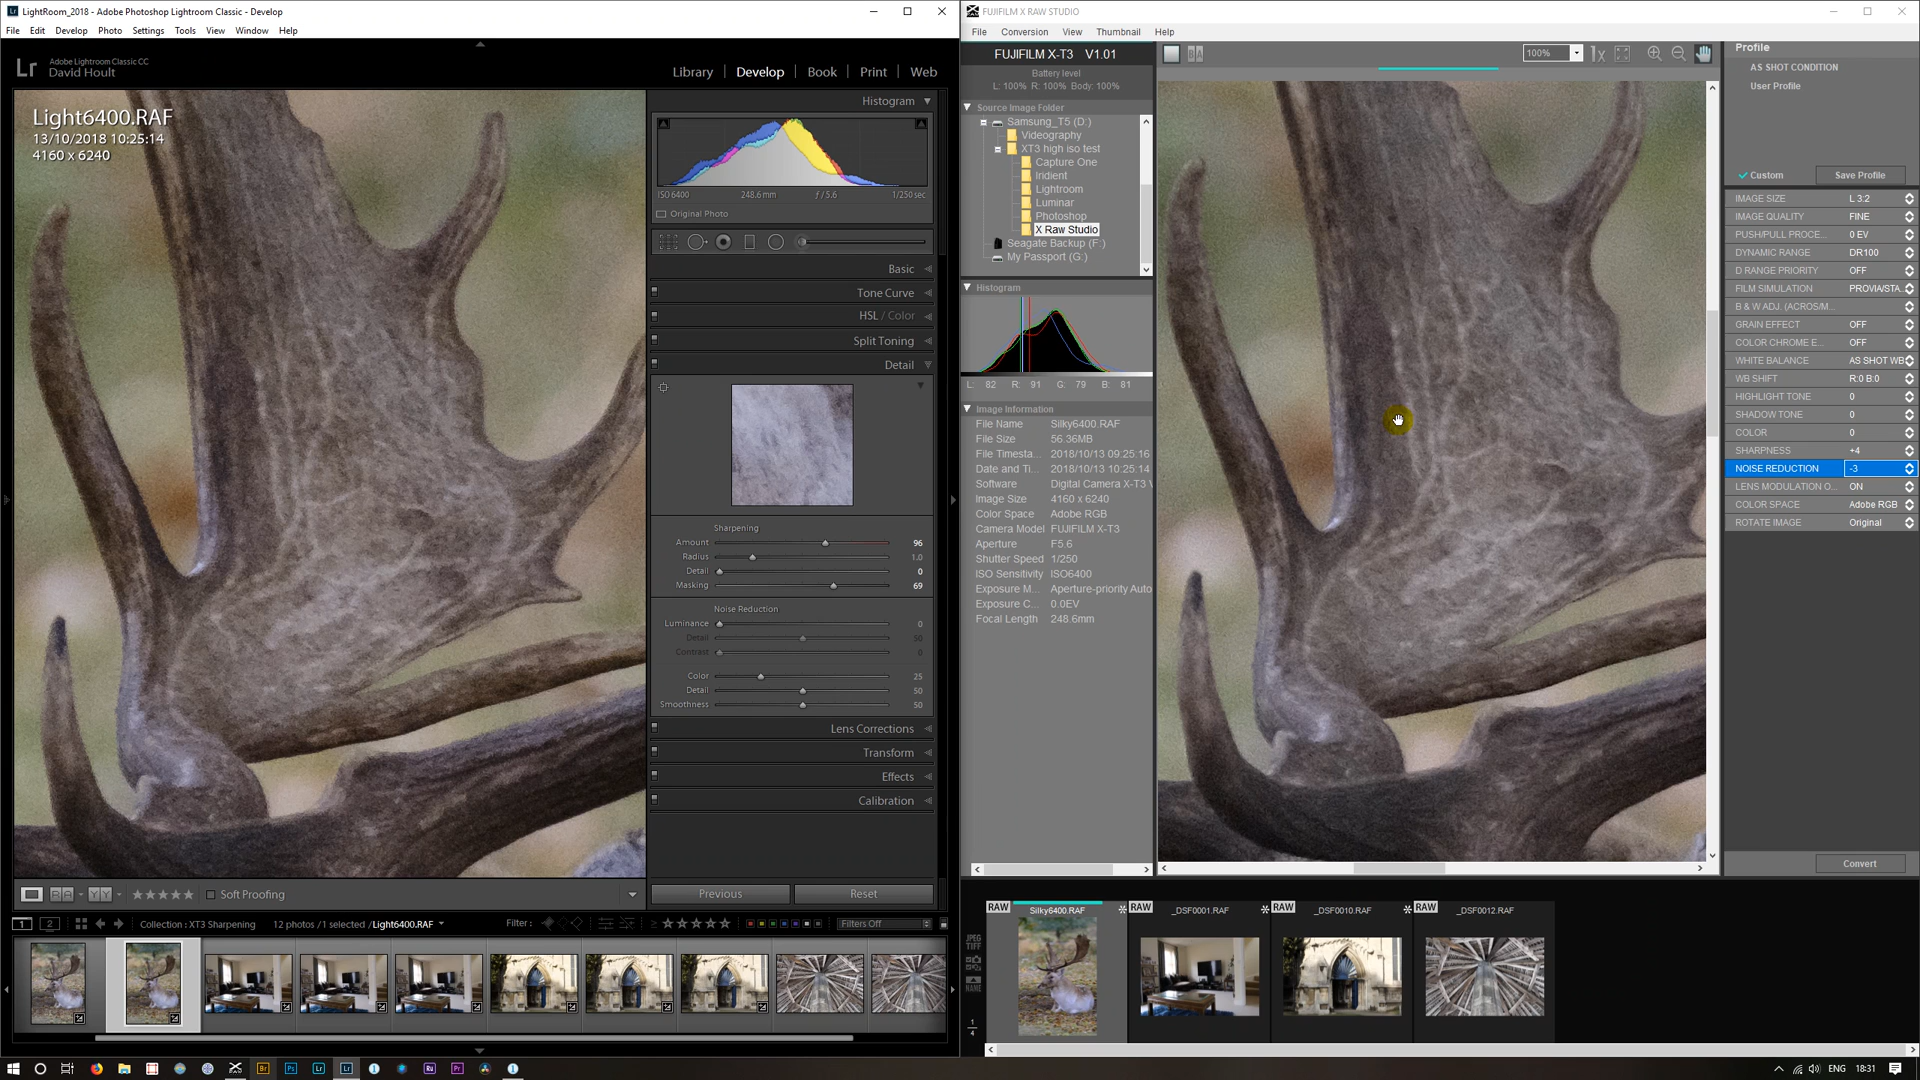 LightRoom_2018 - Adobe Photoshop Lightroom Classic - Develop
File Edit Develop Photo Settings Tools View Window Help
Lr Adobe Lightroom Classic CC
David Hoult
Library Develop Book Print Web
Light6400.RAF
13/10/2018 10:25:14
4160 x 6240
Histogram
ISO 6400 248.6 mm ƒ / 5.6 1/250 sec
Original Photo
Basic
Tone Curve
HSL / Color
Split Toning
Detail
Sharpening
Amount 96
Radius 1.0
Detail 0
Masking 69
Noise Reduction
Luminance 0
Detail 50
Contrast 0
Color 25
Detail 50
Smoothness 50
Lens Corrections
Transform
Effects
Calibration
Previous Reset
Soft Proofing
1 2 Collection : XT3 Sharpening 12 photos / 1 selected / Light6400.RAF Filter : Filters Off
FUJIFILM X RAW STUDIO
File Conversion View Thumbnail Help
FUJIFILM X-T3 V1.01
Battery level
L: 100% R: 100% Body: 100%
100%
Source Image Folder
Samsung_T5 (D:)
Videography
XT3 high iso test
Capture One
Iridient
Lightroom
Luminar
Photoshop
X Raw Studio
Seagate Backup (F:)
My Passport (G:)
Histogram
L: 82 R: 91 G: 79 B: 81
Image Information
File Name Silky6400.RAF
File Size 56.36MB
File Timesta... 2018/10/13 09:25:16
Date and Ti... 2018/10/13 10:25:14
Software Digital Camera X-T3 V
Image Size 4160 x 6240
Color Space Adobe RGB
Camera Model FUJIFILM X-T3
Aperture F5.6
Shutter Speed 1/250
ISO Sensitivity ISO6400
Exposure M... Aperture-priority Auto
Exposure C... 0.0EV
Focal Length 248.6mm
Profile
AS SHOT CONDITION
User Profile
Custom Save Profile
IMAGE SIZE L 3:2
IMAGE QUALITY FINE
PUSH/PULL PROCE... 0 EV
DYNAMIC RANGE DR100
D RANGE PRIORITY OFF
FILM SIMULATION PROVIA/STA...
B & W ADJ. (ACROS/M...
GRAIN EFFECT OFF
COLOR CHROME E... OFF
WHITE BALANCE AS SHOT WB
WB SHIFT R:0 B:0
HIGHLIGHT TONE 0
SHADOW TONE 0
COLOR 0
SHARPNESS +4
NOISE REDUCTION -3
LENS MODULATION O... ON
COLOR SPACE Adobe RGB
ROTATE IMAGE Original
Convert
RAW Silky6400.RAF RAW _DSF0001.RAF RAW _DSF0010.RAF RAW _DSF0012.RAF
JPEG
TIFF
NAME
1
4
Br Ps Lr Lr Ru Pr ENG 18:31